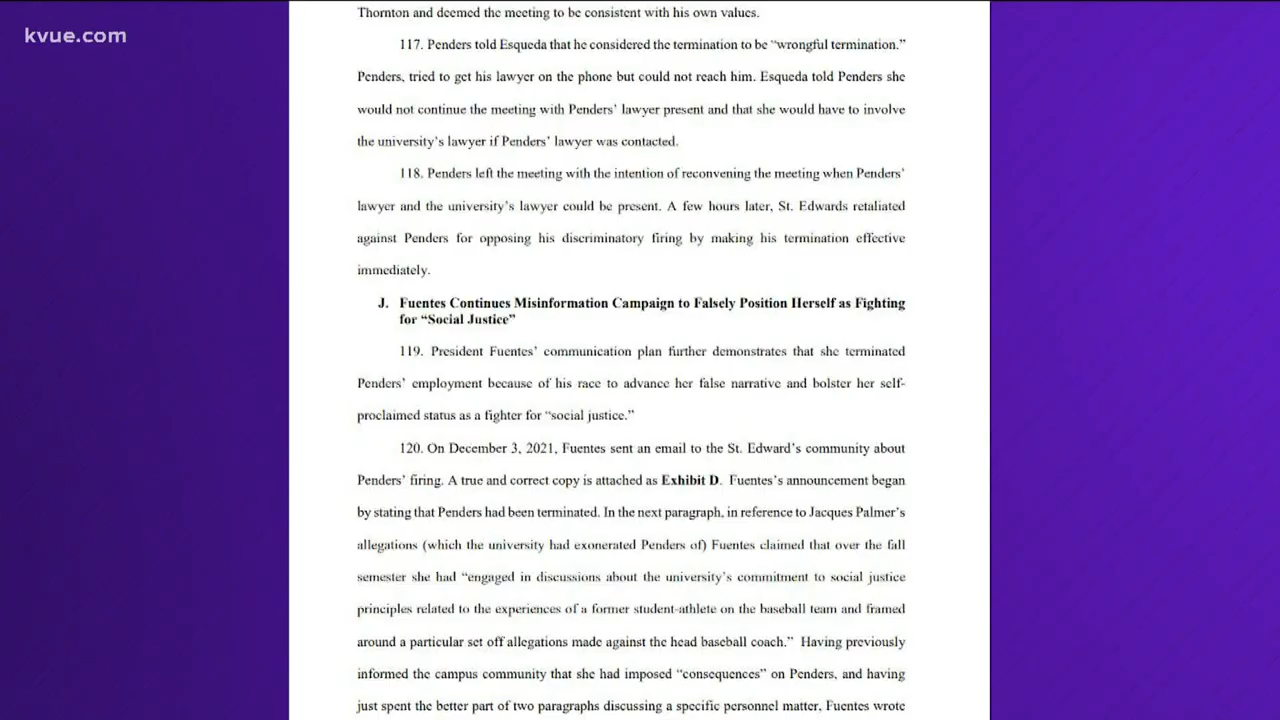 kvue.com
Thornton and deemed the meeting to be consistent with his own values.
117. Penders told Esqueda that he considered the termination to be “wrongful termination.”
Penders, tried to get his lawyer on the phone but could not reach him. Esqueda told Penders she
would not continue the meeting with Penders’ lawyer present and that she would have to involve
the university’s lawyer if Penders’ lawyer was contacted.
118. Penders left the meeting with the intention of reconvening the meeting when Penders’
lawyer and the university’s lawyer could be present. A few hours later, St. Edwards retaliated
against Penders for opposing his discriminatory firing by making his termination effective
immediately.
J. Fuentes Continues Misinformation Campaign to Falsely Position Herself as Fighting
for “Social Justice”
119. President Fuentes’ communication plan further demonstrates that she terminated
Penders’ employment because of his race to advance her false narrative and bolster her self-
proclaimed status as a fighter for “social justice.”
120. On December 3, 2021, Fuentes sent an email to the St. Edward’s community about
Penders’ firing. A true and correct copy is attached as Exhibit D. Fuentes’s announcement began
by stating that Penders had been terminated. In the next paragraph, in reference to Jacques Palmer’s
allegations (which the university had exonerated Penders of) Fuentes claimed that over the fall
semester she had “engaged in discussions about the university’s commitment to social justice
principles related to the experiences of a former student-athlete on the baseball team and framed
around a particular set off allegations made against the head baseball coach.” Having previously
informed the campus community that she had imposed “consequences” on Penders, and having
just spent the better part of two paragraphs discussing a specific personnel matter, Fuentes wrote